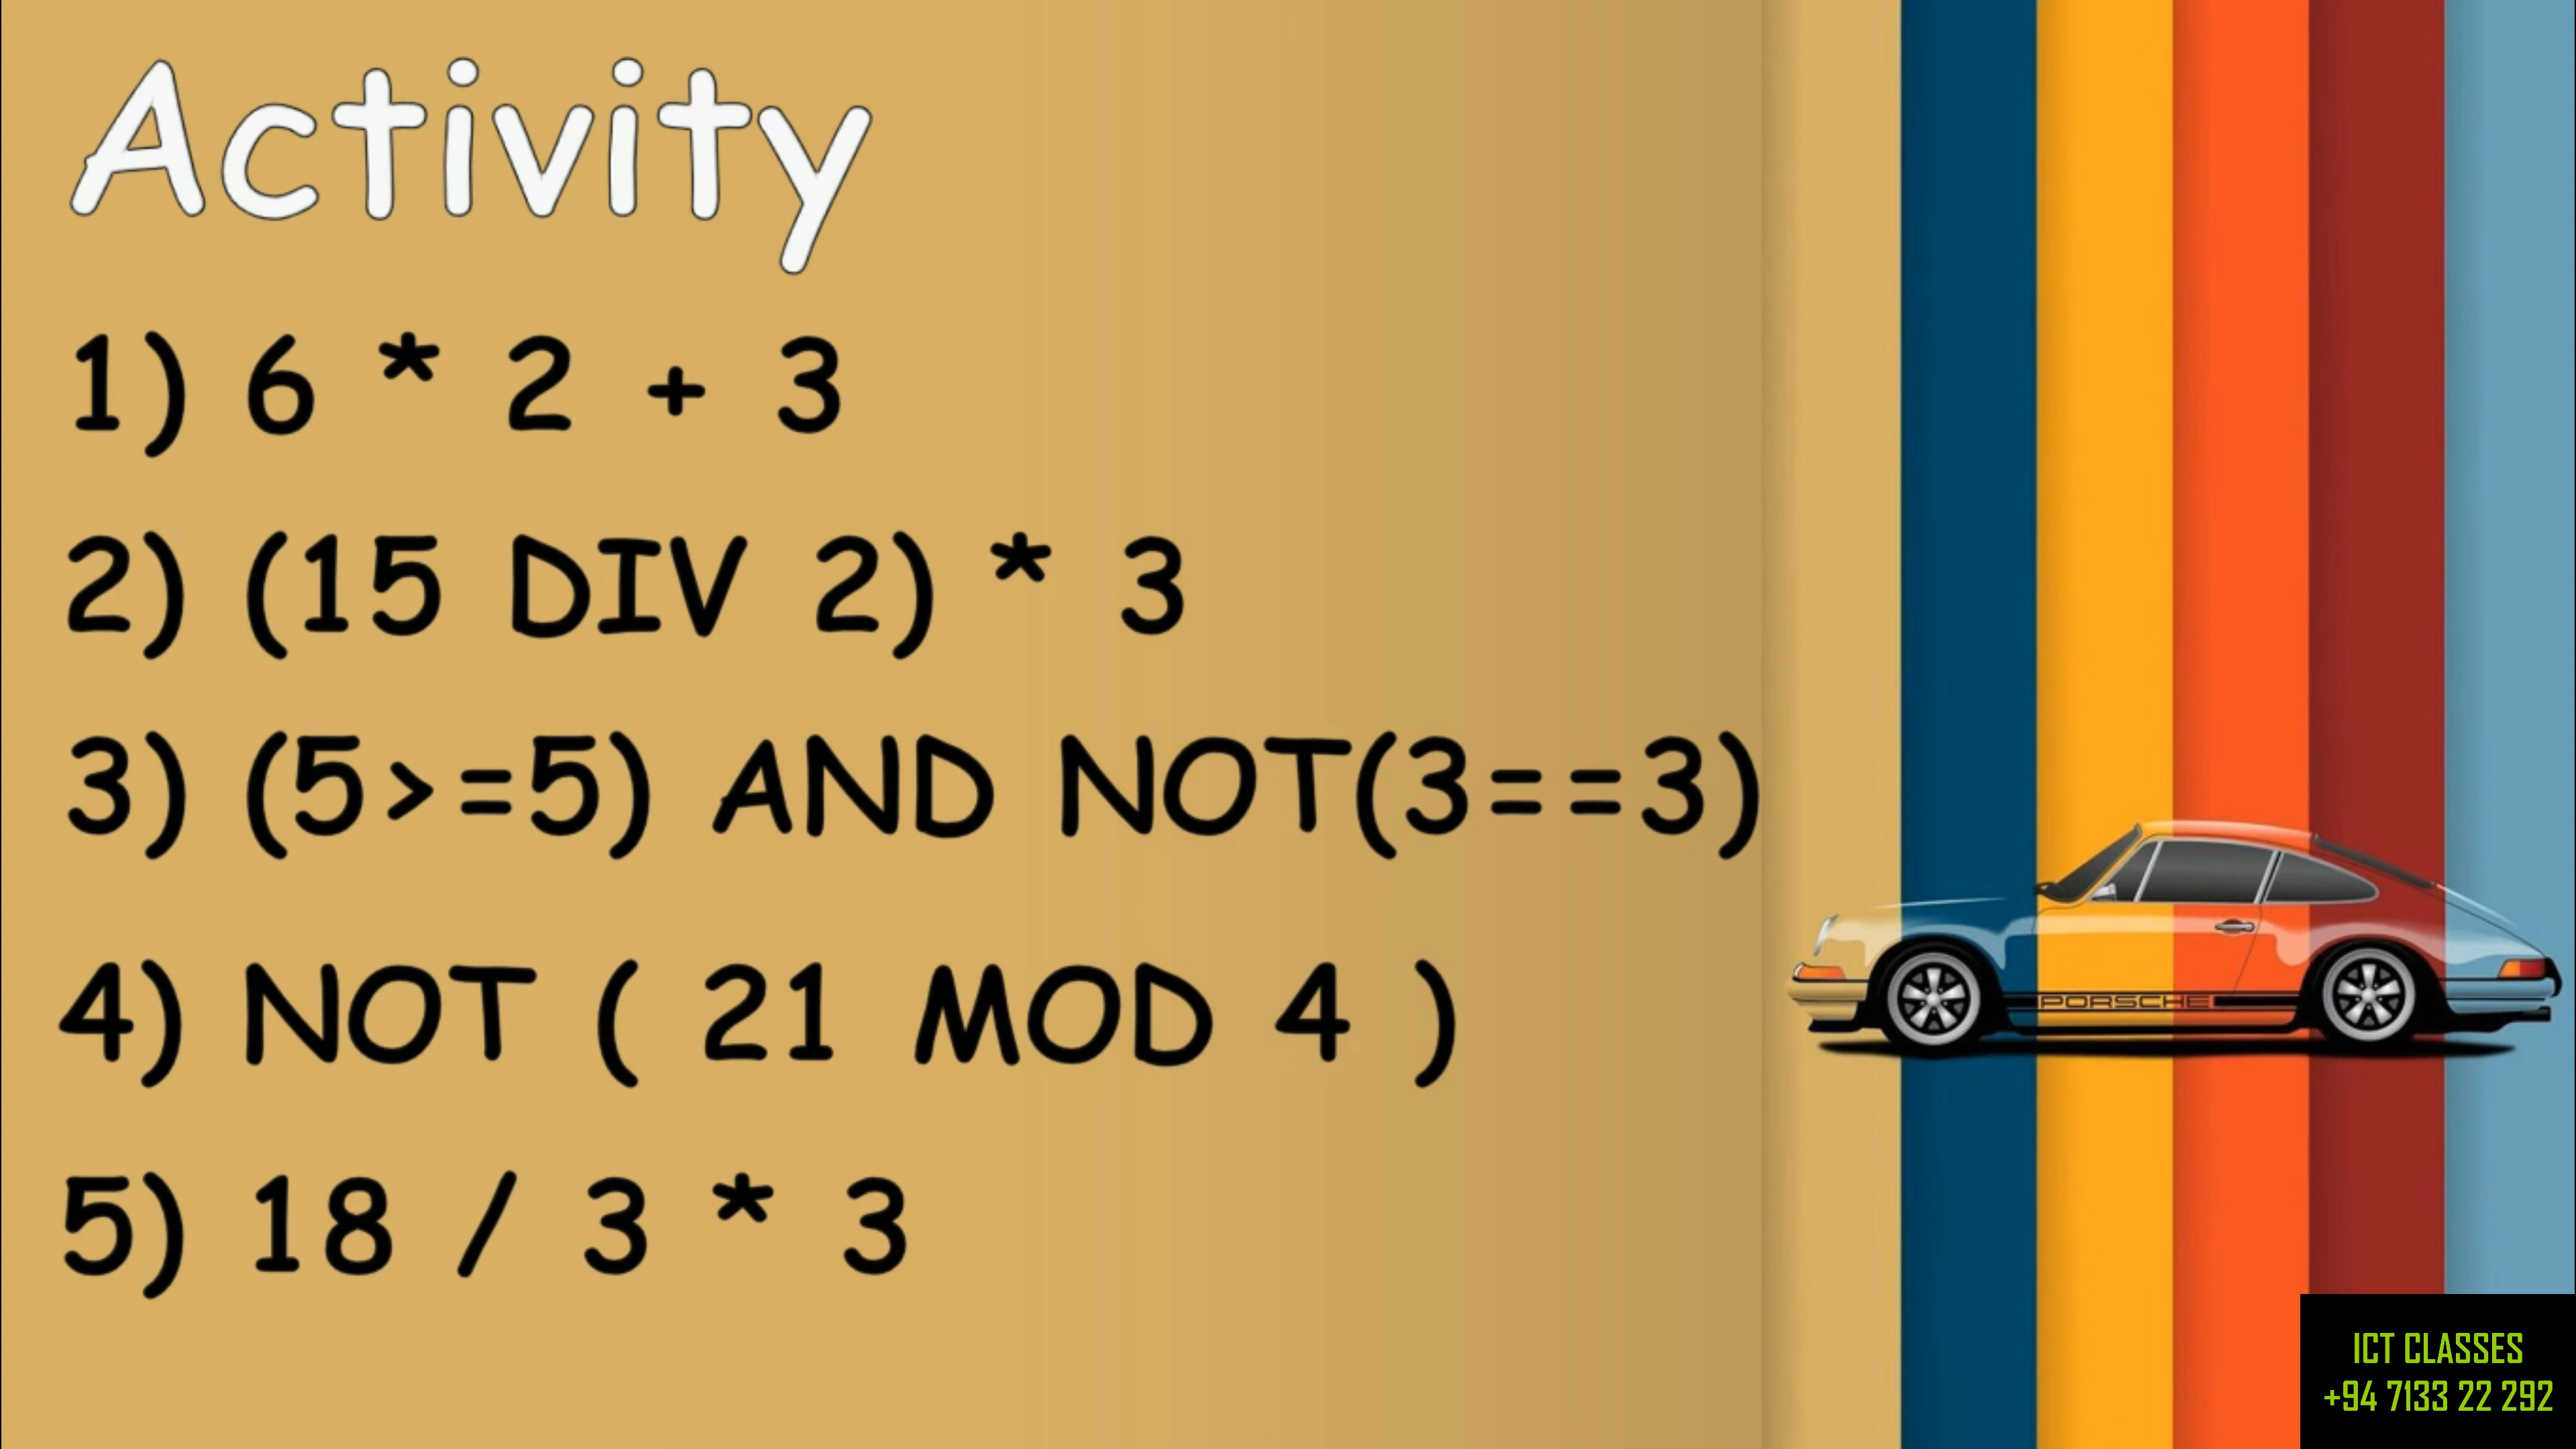 Activity
1) 6 * 2 + 3
2) (15 DIV 2) * 3
3) (5>=5) AND NOT(3==3)
4) NOT ( 21 MOD 4 )
PORSCHE
5) 18 / 3 * 3
ICT CLASSES
+94 7133 22 292